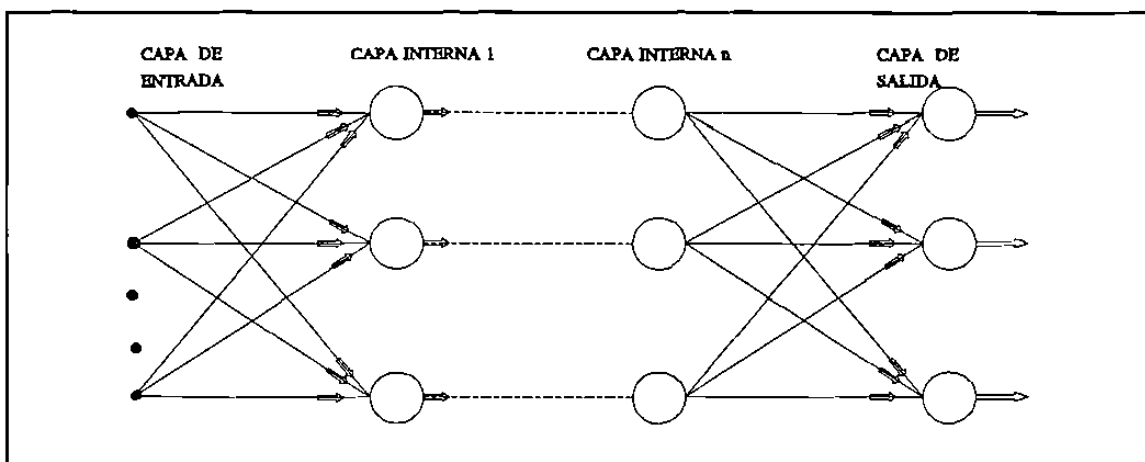 CAPA DE
ENTRADA
CAPA INTERNA 1
CAPA INTERNA n
CAPA DE
SALIDA